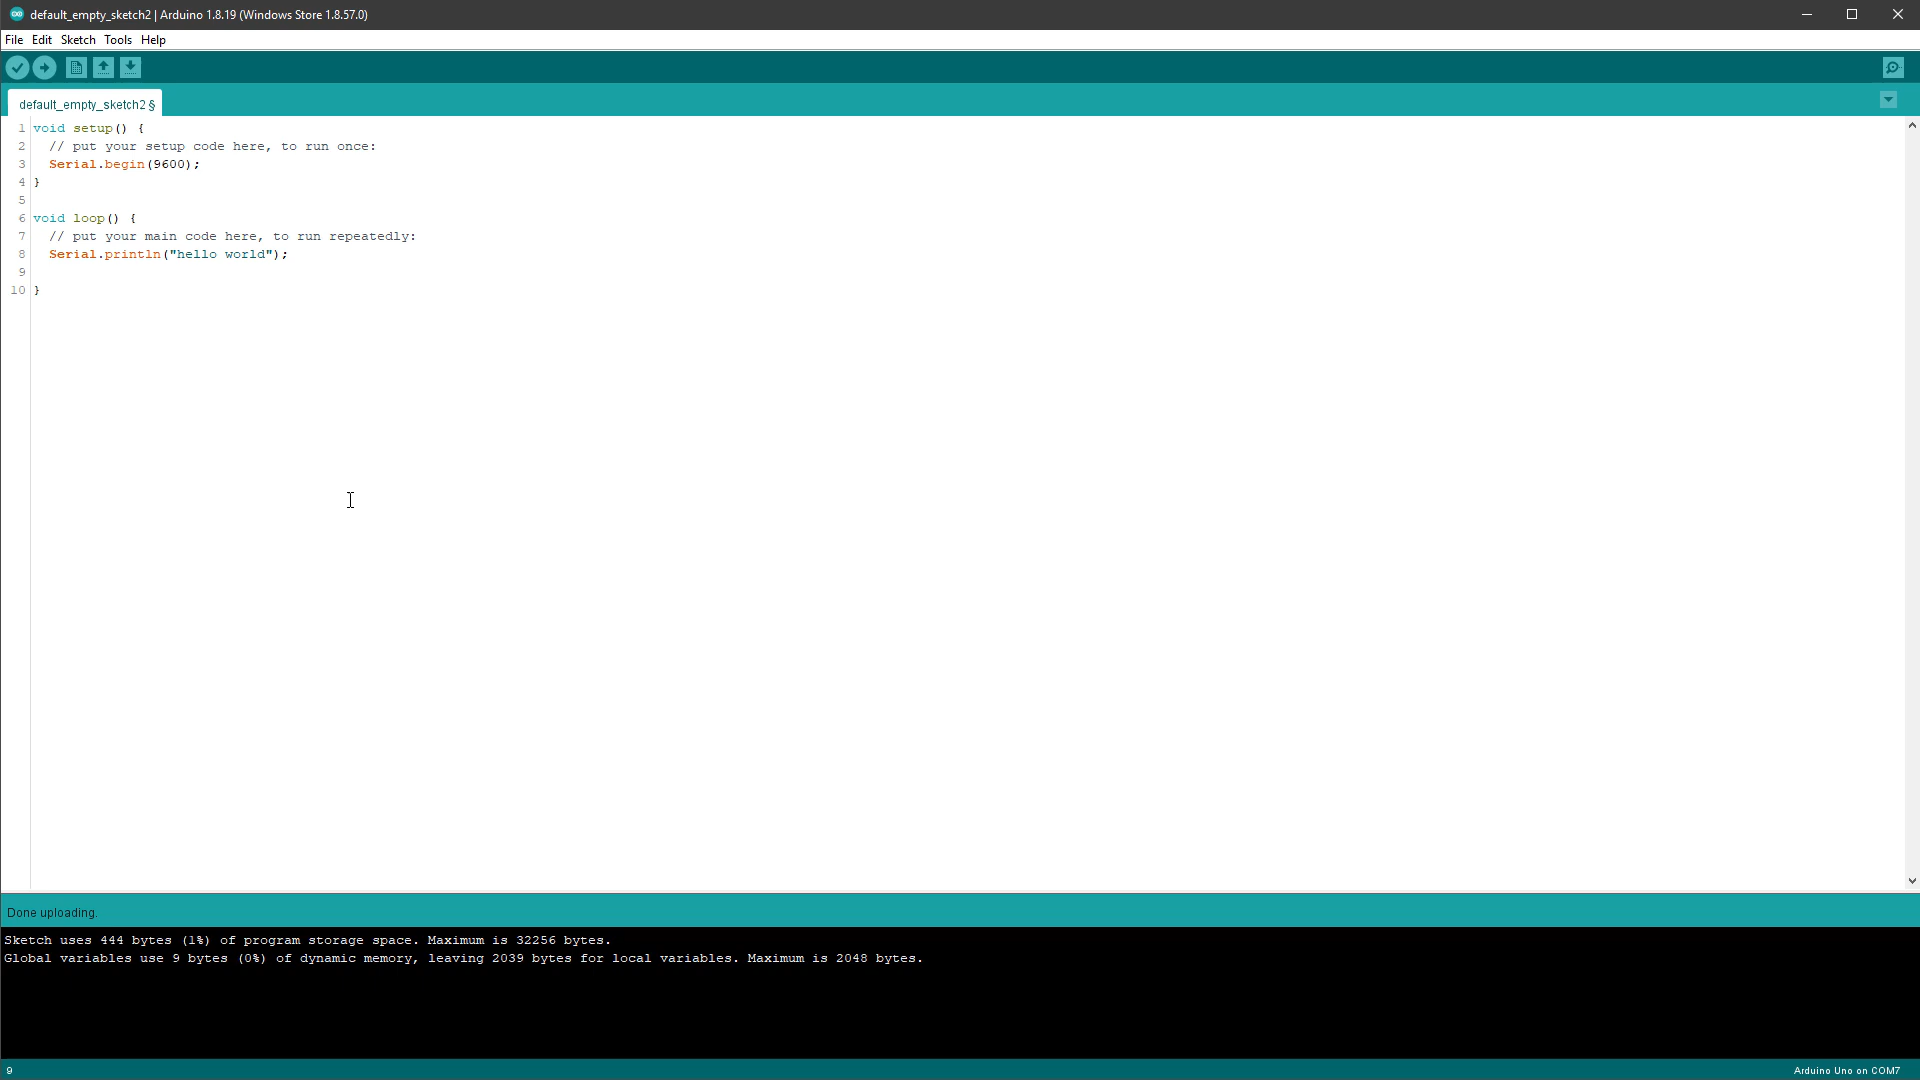 default_empty_sketch2 | Arduino 1.8.19 (Windows Store 1.8.57.0)
File Edit Sketch Tools Help
default_empty_sketch2 §
1 void setup() {
2   // put your setup code here, to run once:
3   Serial.begin(9600);
4 }
5
6 void loop() {
7   // put your main code here, to run repeatedly:
8   Serial.println("hello world");
9
10 }
Done uploading.
Sketch uses 444 bytes (1%) of program storage space. Maximum is 32256 bytes.
Global variables use 9 bytes (0%) of dynamic memory, leaving 2039 bytes for local variables. Maximum is 2048 bytes.
9 Arduino Uno on COM7